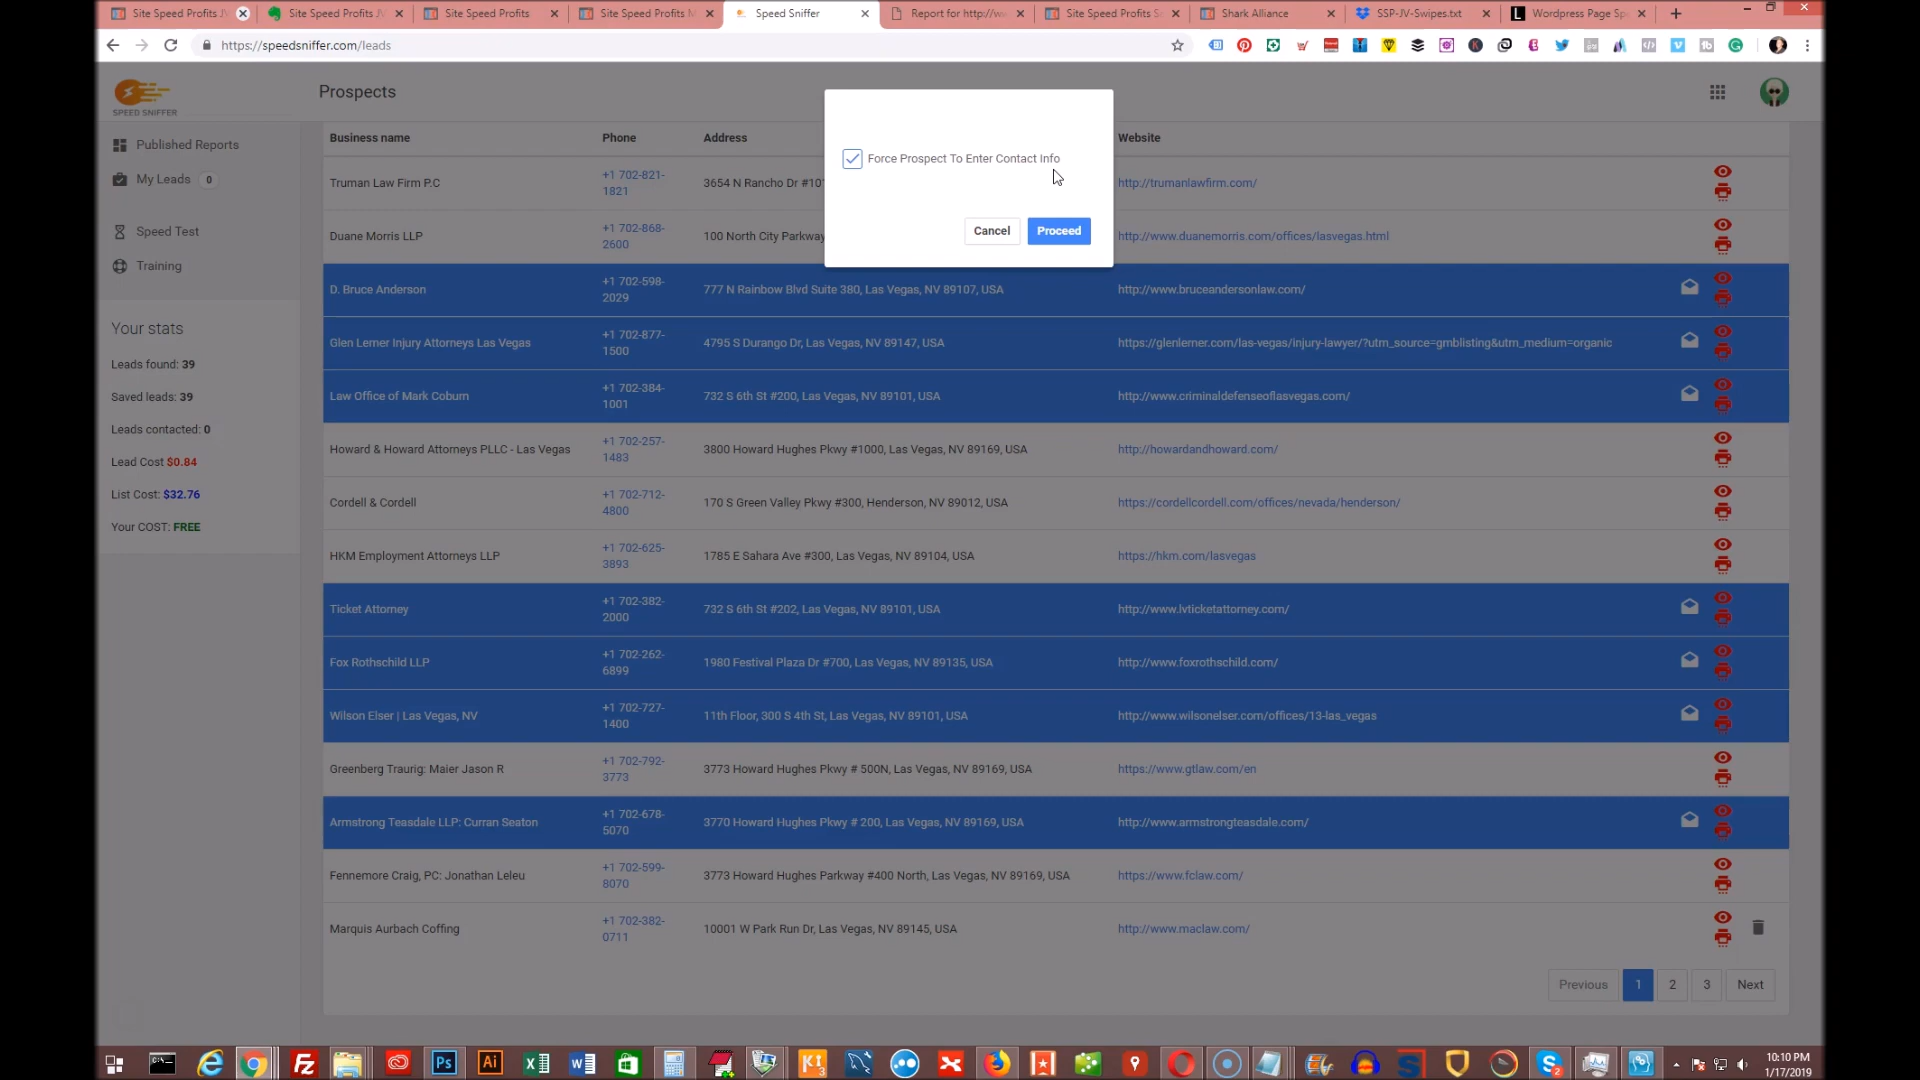 Site Speed Profits JV
Site Speed Profits JV
Site Speed Profits
Site Speed Profits M
Speed Sniffer
Report for http://ww
Site Speed Profits S
Shark Alliance
SSP-JV-Swipes.txt
Wordpress Page Sp
https://speedsniffer.com/leads
SPEED SNIFFER
Prospects
Published Reports
My Leads 0
Speed Test
Training
Your stats
Leads found: 39
Saved leads: 39
Leads contacted: 0
Lead Cost $0.84
List Cost: $32.76
Your COST: FREE
Force Prospect To Enter Contact Info
Cancel Proceed
Business name Phone Address Website
Truman Law Firm P.C +1 702-821-1821 3654 N Rancho Dr #10 http://trumanlawfirm.com/
Duane Morris LLP +1 702-868-2600 100 North City Parkway http://www.duanemorris.com/offices/lasvegas.html
D. Bruce Anderson +1 702-598-2029 777 N Rainbow Blvd Suite 380, Las Vegas, NV 89107, USA http://www.bruceandersonlaw.com/
Glen Lerner Injury Attorneys Las Vegas +1 702-877-1500 4795 S Durango Dr, Las Vegas, NV 89147, USA https://glenlerner.com/las-vegas/injury-lawyer/?utm_source=gmblisting&utm_medium=organic
Law Office of Mark Coburn +1 702-384-1001 732 S 6th St #200, Las Vegas, NV 89101, USA http://www.criminaldefenseoflasvegas.com/
Howard & Howard Attorneys PLLC - Las Vegas +1 702-257-1483 3800 Howard Hughes Pkwy #1000, Las Vegas, NV 89169, USA http://howardandhoward.com/
Cordell & Cordell +1 702-712-4800 170 S Green Valley Pkwy #300, Henderson, NV 89012, USA https://cordellcordell.com/offices/nevada/henderson/
HKM Employment Attorneys LLP +1 702-625-3893 1785 E Sahara Ave #300, Las Vegas, NV 89104, USA https://hkm.com/lasvegas
Ticket Attorney +1 702-382-2000 732 S 6th St #202, Las Vegas, NV 89101, USA http://www.lvticketattorney.com/
Fox Rothschild LLP +1 702-262-6899 1980 Festival Plaza Dr #700, Las Vegas, NV 89135, USA http://www.foxrothschild.com/
Wilson Elser | Las Vegas, NV +1 702-727-1400 11th Floor, 300 S 4th St, Las Vegas, NV 89101, USA http://www.wilsonelser.com/offices/13-las_vegas
Greenberg Traurig: Maier Jason R +1 702-792-3773 3773 Howard Hughes Pkwy # 500N, Las Vegas, NV 89169, USA https://www.gtlaw.com/en
Armstrong Teasdale LLP: Curran Seaton +1 702-678-5070 3770 Howard Hughes Pkwy # 200, Las Vegas, NV 89169, USA http://www.armstrongteasdale.com/
Fennemore Craig, PC: Jonathan Leleu +1 702-599-8070 3773 Howard Hughes Parkway #400 North, Las Vegas, NV 89169, USA https://www.fclaw.com/
Marquis Aurbach Coffing +1 702-382-0711 10001 W Park Run Dr, Las Vegas, NV 89145, USA http://www.maclaw.com/
Previous 1 2 3 Next
10:10 PM
1/17/2019